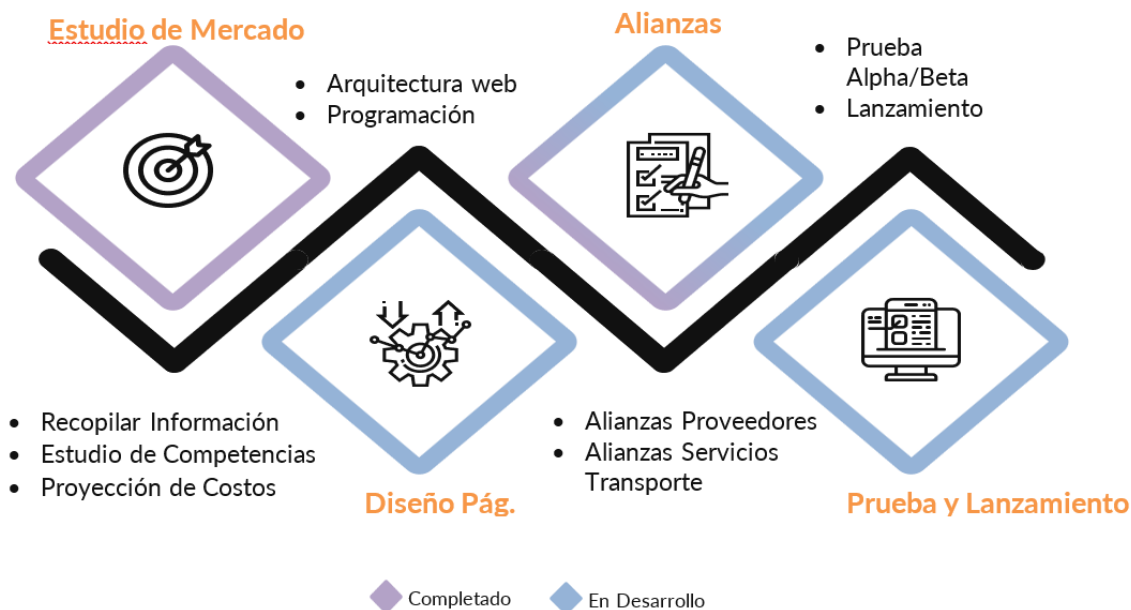 Estudio de Mercado
Alianzas
• Arquitectura web
• Programación
• Prueba
Alpha/Beta
• Lanzamiento
• Recopilar Información
• Estudio de Competencias
• Proyección de Costos
Diseño Pág.
• Alianzas Proveedores
• Alianzas Servicios
Transporte
Prueba y Lanzamiento
Completado
En Desarrollo